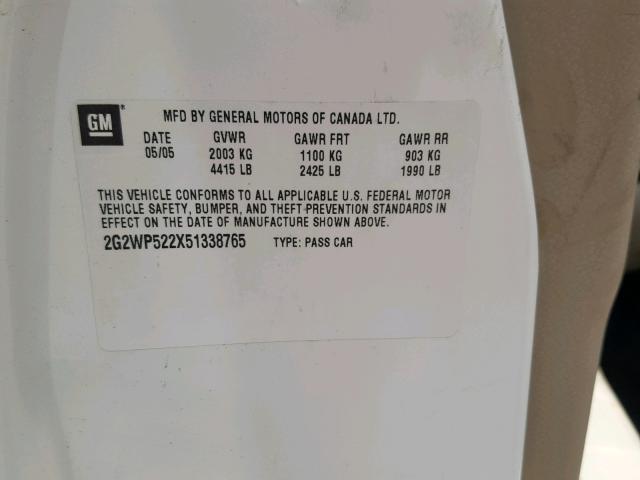 GM ® MFD BY GENERAL MOTORS OF CANADA LTD.
DATE GVWR GAWR FRT GAWR RR
05/05 2003 KG 1100 KG 903 KG
4415 LB 2425 LB 1990 LB
THIS VEHICLE CONFORMS TO ALL APPLICABLE U.S. FEDERAL MOTOR
VEHICLE SAFETY, BUMPER, AND THEFT PREVENTION STANDARDS IN
EFFECT ON THE DATE OF MANUFACTURE SHOWN ABOVE.
2G2WP522X51338765 TYPE: PASS CAR